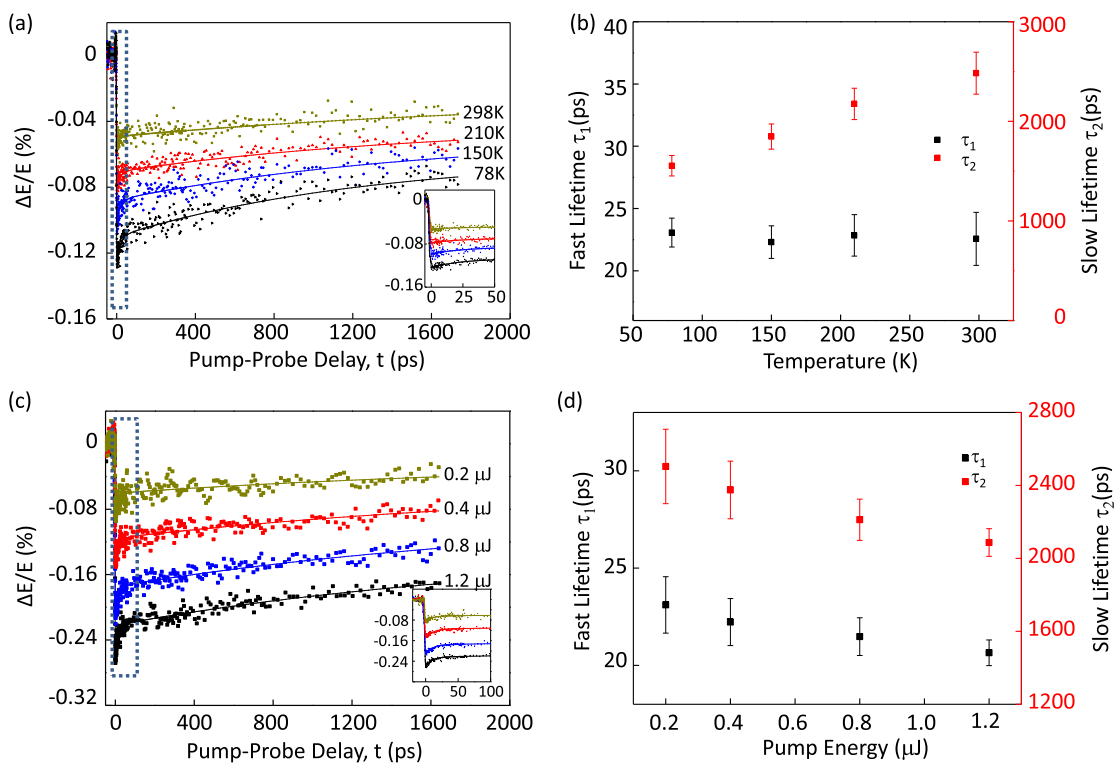 (a)
0
-0.04
-0.08
-0.12
-0.16
ΔE/E (%)
298K
210K
150K
78K
0
-0.08
-0.16
0 25 50
0 400 800 1200 1600 2000
Pump-Probe Delay, t (ps)
(b)
40
35
30
25
20
Fast Lifetime τ1(ps)
τ1
τ2
3000
2000
1000
0
Slow Lifetime τ2(ps)
50 100 150 200 250 300
Temperature (K)
(c)
0
-0.08
-0.16
-0.24
-0.32
ΔE/E (%)
0.2 μJ
0.4 μJ
0.8 μJ
1.2 μJ
-0.08
-0.16
-0.24
0 50 100
0 400 800 1200 1600 2000
Pump-Probe Delay, t (ps)
(d)
30
25
20
Fast Lifetime τ1(ps)
τ1
τ2
2800
2400
2000
1600
1200
Slow Lifetime τ2(ps)
0.2 0.4 0.6 0.8 1.0 1.2
Pump Energy (μJ)